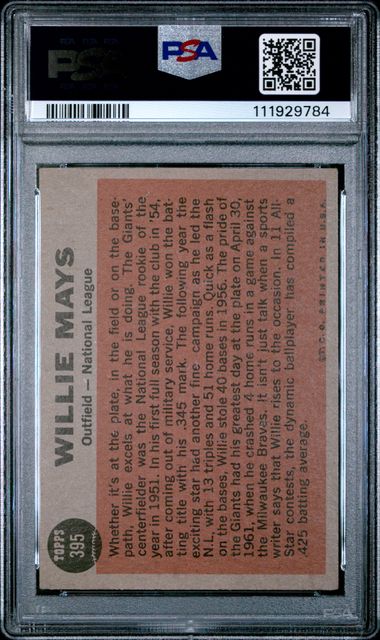 PSA
PSA
111929784
TOPPS
395
WILLIE MAYS
Outfield — National League
Whether it's at the plate, in the field or on the base-
path, Willie excels at what he is doing. The Giants'
centerfielder was the National League rookie of the
year in 1951. In his first full season with the club in '54,
after coming out of military service, Willie won the bat-
ting title with his .345 mark. The following year the
exciting star had another fine campaign as he led the
N.L. with 13 triples and 51 home runs. Quick as a flash
on the bases, Willie stole 40 bases in 1956. The pride of
the Giants had his greatest day at the plate on April 30,
1961, when he crashed 4 home runs in a game against
the Milwaukee Braves. It isn't just talk when a sports
writer says that Willie rises to the occasion. In 11 All-
Star contests, the dynamic ballplayer has compiled a
.425 batting average.
PRINTED IN U.S.A.
PSA